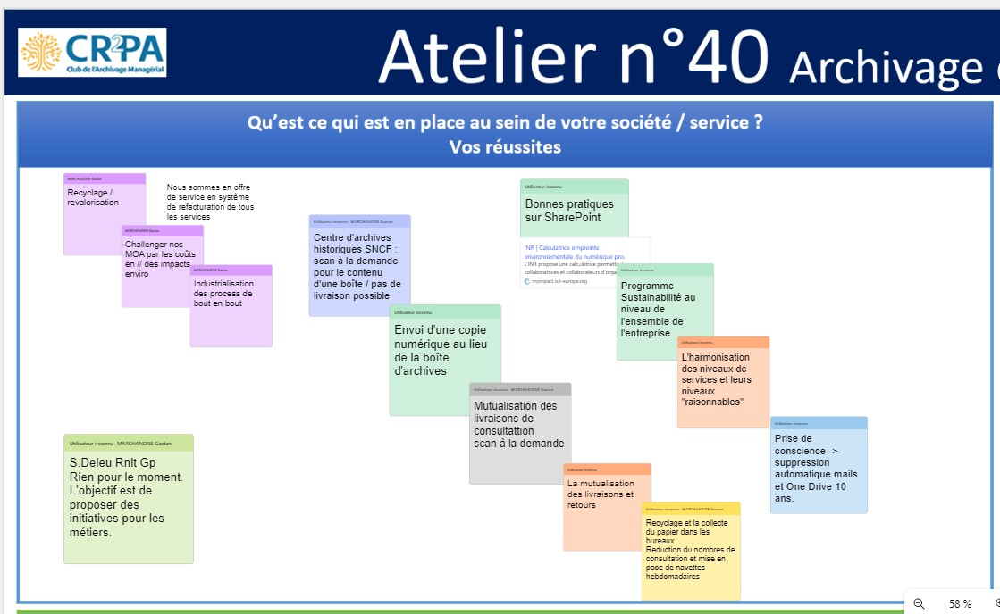 CR2PA
Club de l'Archivage Managérial
Atelier n°40 Archivage
Qu'est ce qui est en place au sein de votre société / service ?
Vos réussites
MARCHANDISE Gaetan
Recyclage /
revalorisation
Nous sommes en offre
de service en système
de refacturation de tous
les services
MARCHANDISE Gaetan
Challenger nos
MOA par les coûts
en // des impacts
enviro
MARCHANDISE Gaetan
Industrialisation
des process de
bout en bout
Utilisateur inconnu - MARCHANDISE Gaetan
Centre d'archives
historiques SNCF :
scan à la demande
pour le contenu
d'une boîte / pas de
livraison possible
Utilisateur inconnu
Envoi d'une copie
numérique au lieu
de la boîte
d'archives
Utilisateur inconnu - MARCHANDISE Gaetan
Mutualisation des
livraisons de
consultattion
scan à la demande
Utilisateur inconnu
La mutualisation
des livraisons et
retours
Utilisateur inconnu - MARCHANDISE Gaetan
Recyclage et la collecte
du papier dans les
bureaux
Reduction du nombres de
consultation et mise en
pace de navettes
hebdomadaires
Utilisateur inconnu
Bonnes pratiques
sur SharePoint
INR | Calculatrice empreinte
environnementale du numérique pro.
L'INR propose une calculatrice
collaboratrices et collaborateurs
myimpact.isit-europe.org
Utilisateur inconnu
Programme
Sustainabilité au
niveau de
l'ensemble de
l'entreprise
Utilisateur inconnu
L'harmonisation
des niveaux de
services et leurs
niveaux
"raisonnables"
Utilisateur inconnu
Prise de
conscience ->
suppression
automatique mails
et One Drive 10
ans.
Utilisateur inconnu - MARCHANDISE Gaetan
S.Deleu Rnlt Gp
Rien pour le moment.
L'objectif est de
proposer des
initiatives pour les
métiers.
58 %